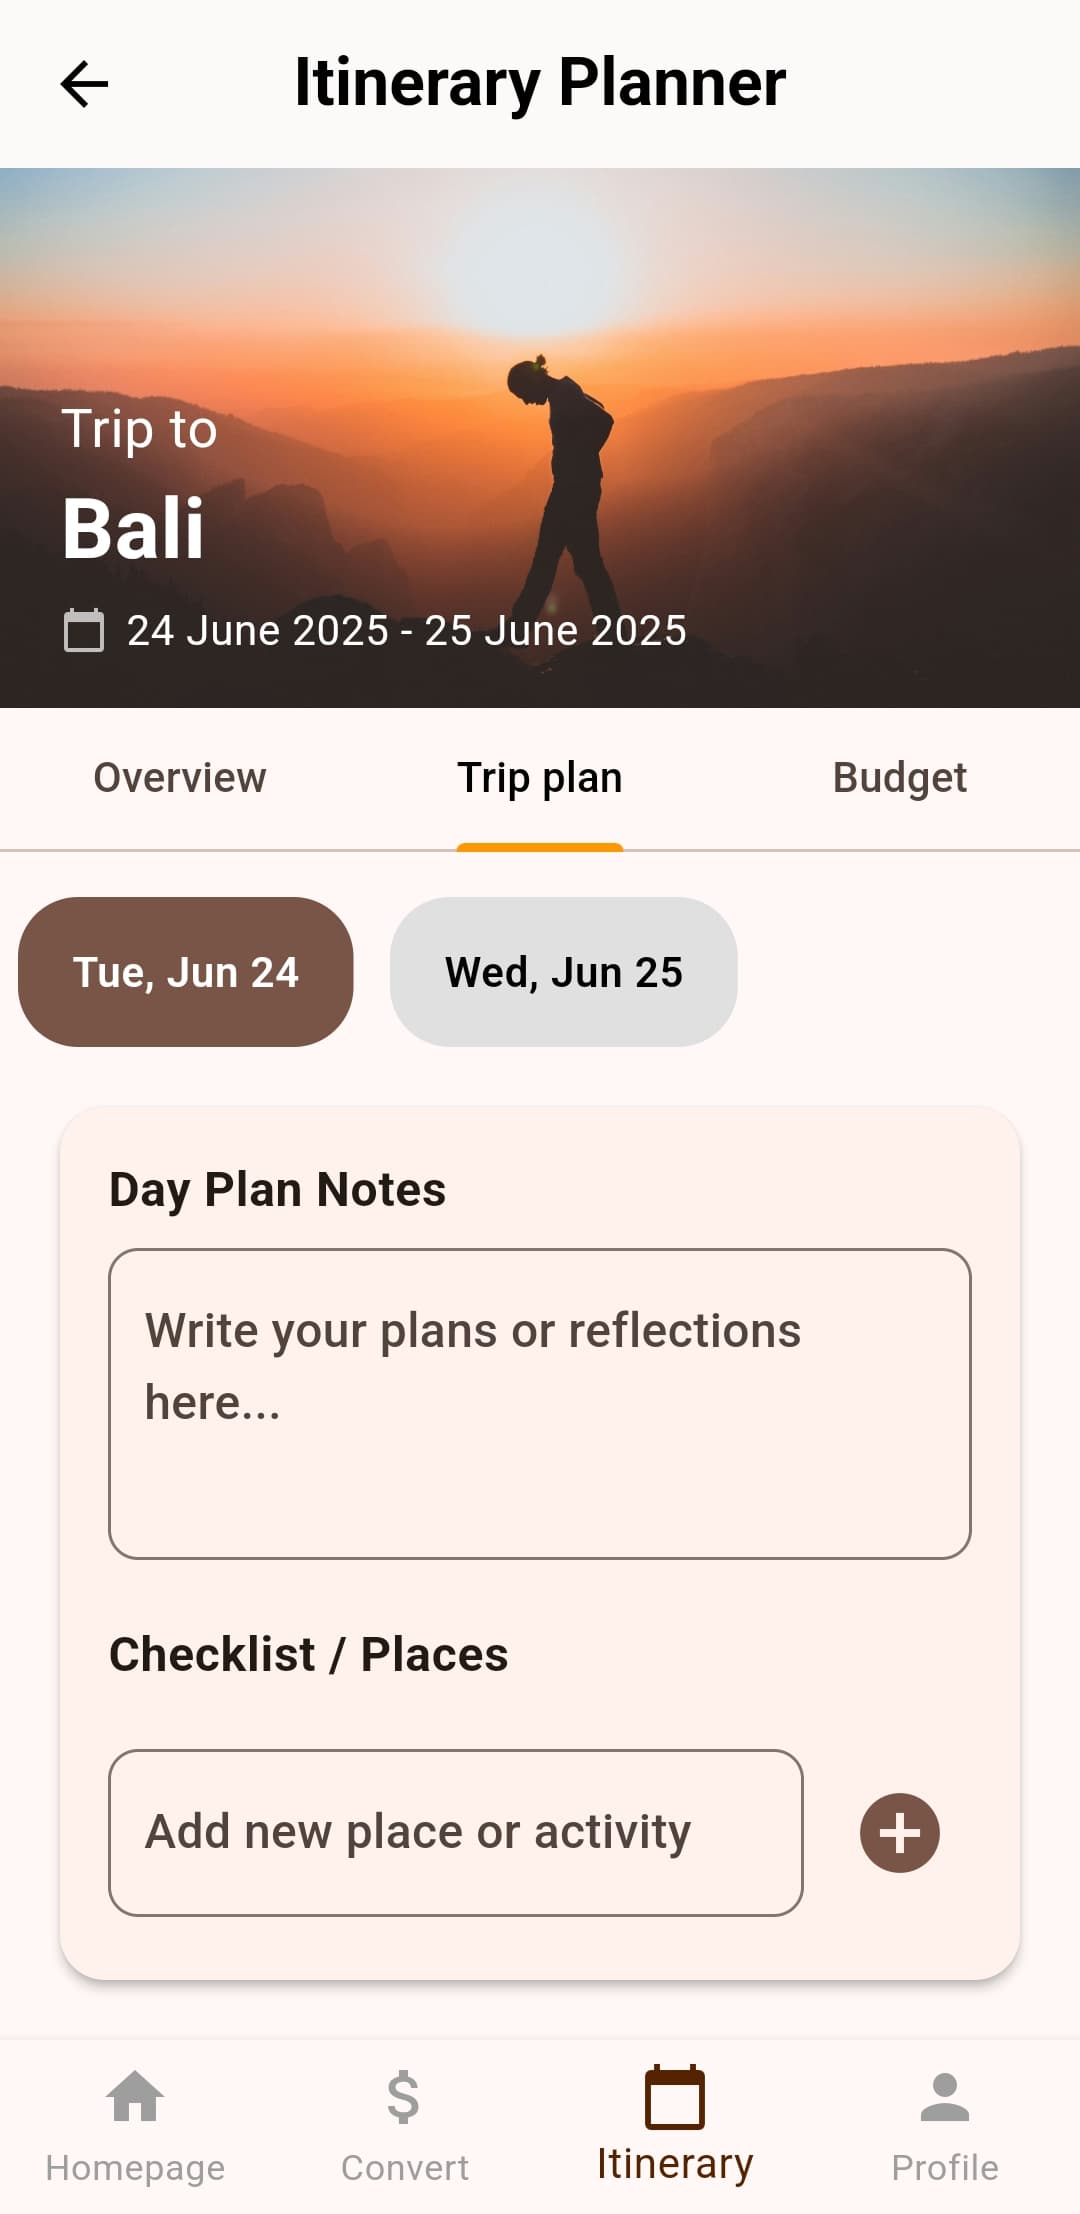 Itinerary Planner
Trip to
Bali
24 June 2025 - 25 June 2025
Overview
Trip plan
Budget
Tue, Jun 24
Wed, Jun 25
Day Plan Notes
Write your plans or reflections
here...
Checklist / Places
Add new place or activity
Homepage
Convert
Itinerary
Profile